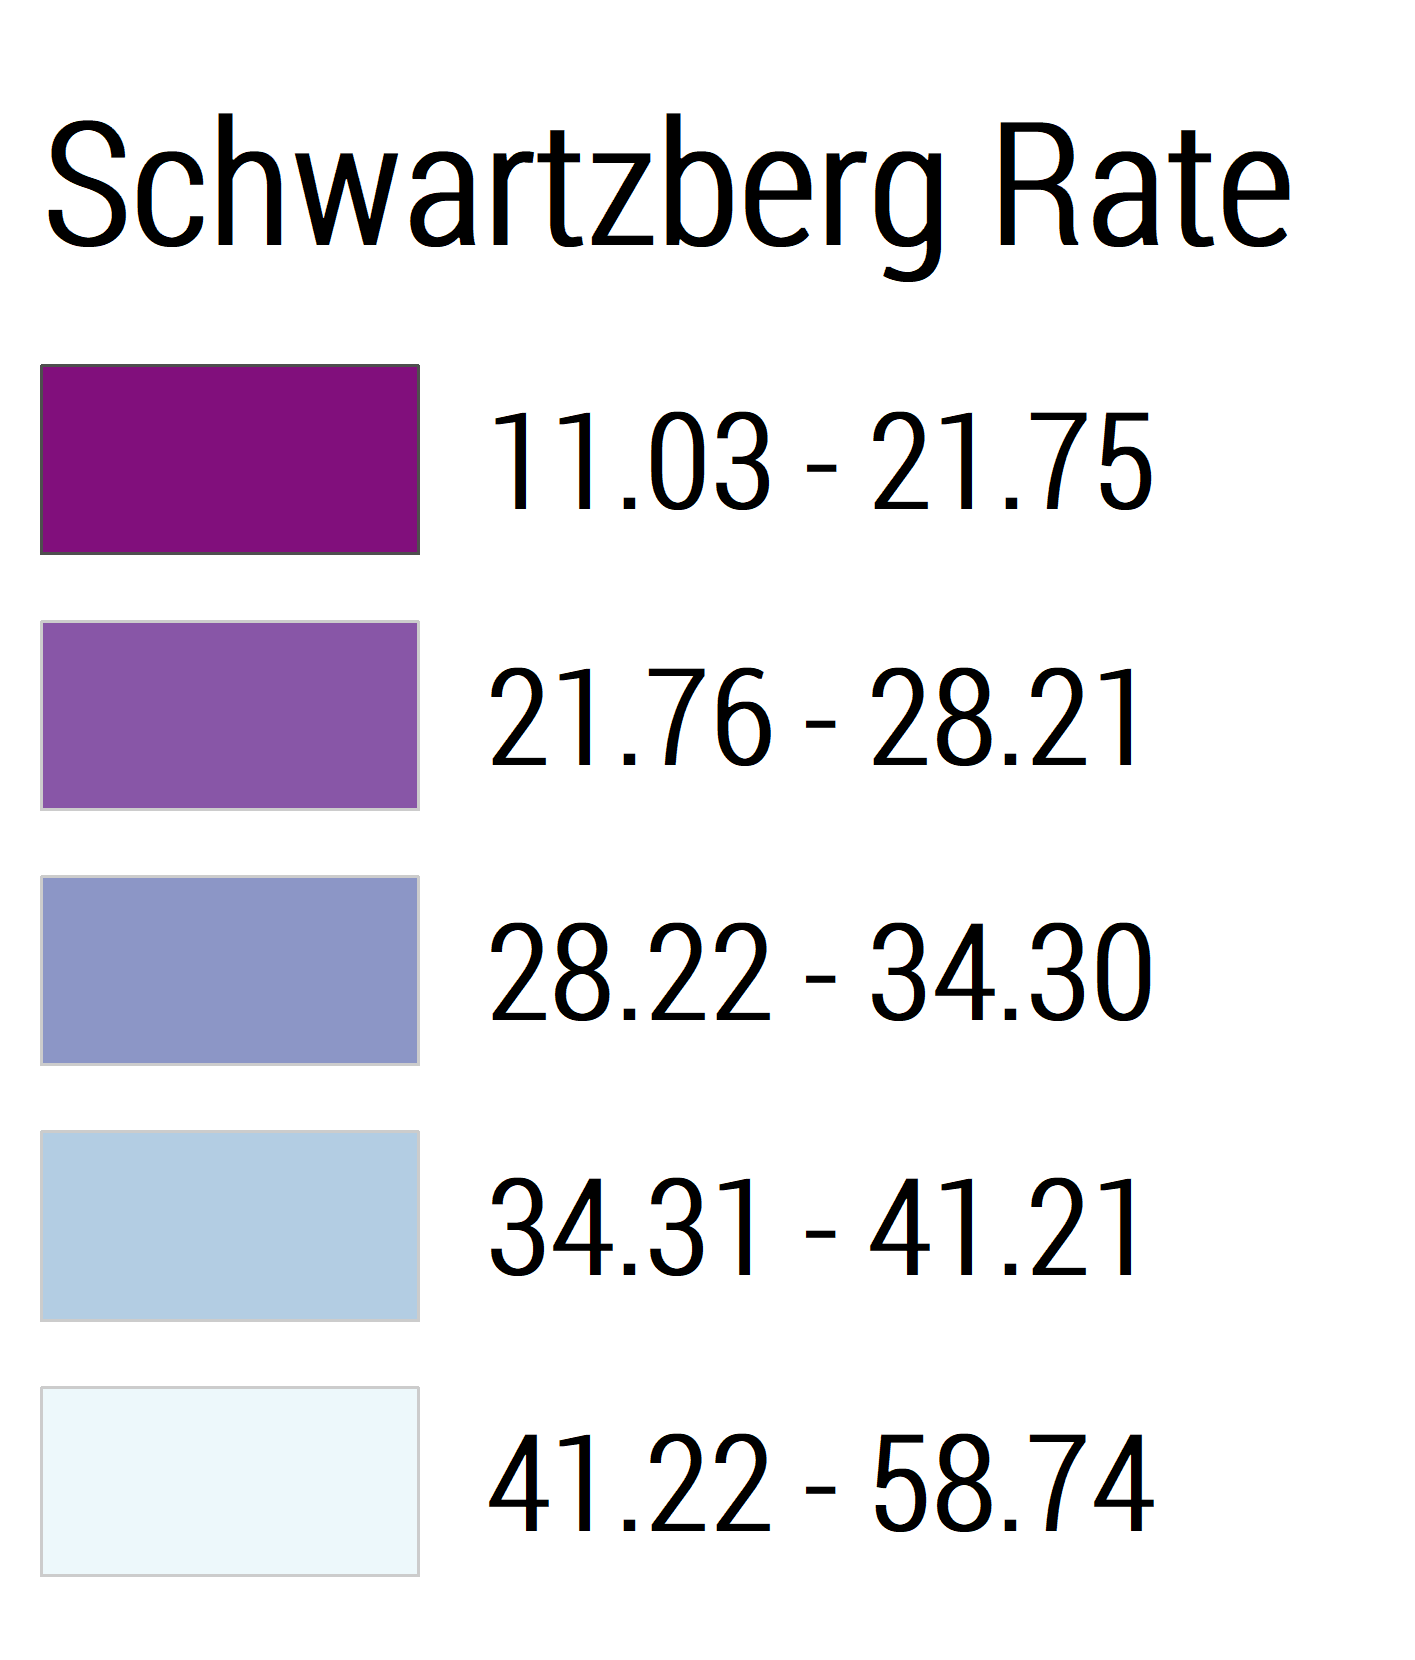 Schwartzberg Rate
11.03 - 21.75
21.76 - 28.21
28.22 - 34.30
34.31 - 41.21
41.22 - 58.74